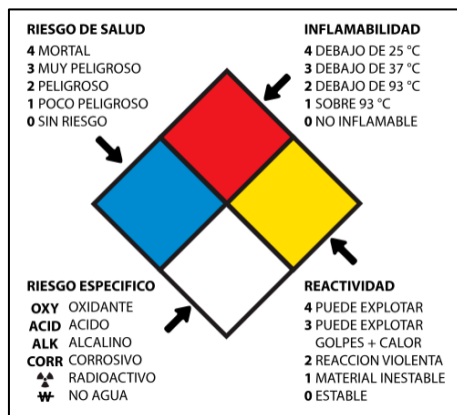 RIESGO DE SALUD
4 MORTAL
3 MUY PELIGROSO
2 PELIGROSO
1 POCO PELIGROSO
0 SIN RIESGO
INFLAMABILIDAD
4 DEBAJO DE 25 °C
3 DEBAJO DE 37 °C
2 DEBAJO DE 93 °C
1 SOBRE 93 °C
0 NO INFLAMABLE
RIESGO ESPECIFICO
OXY OXIDANTE
ACID ACIDO
ALK ALCALINO
CORR CORROSIVO
☢ RADIOACTIVO
W NO AGUA
REACTIVIDAD
4 PUEDE EXPLOTAR
3 PUEDE EXPLOTAR
GOLPES + CALOR
2 REACCION VIOLENTA
1 MATERIAL INESTABLE
0 ESTABLE